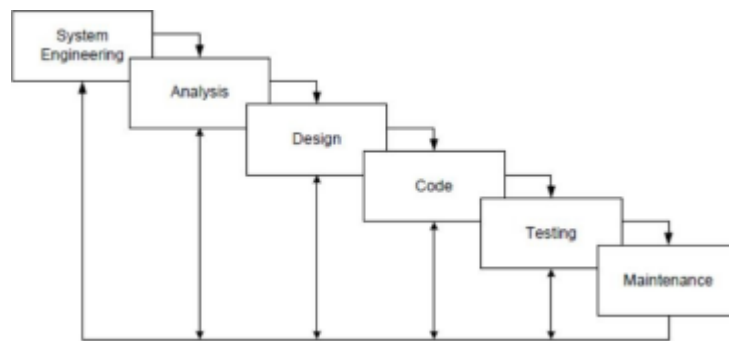 System
Engineering
Analysis
Design
Code
Testing
Maintenance